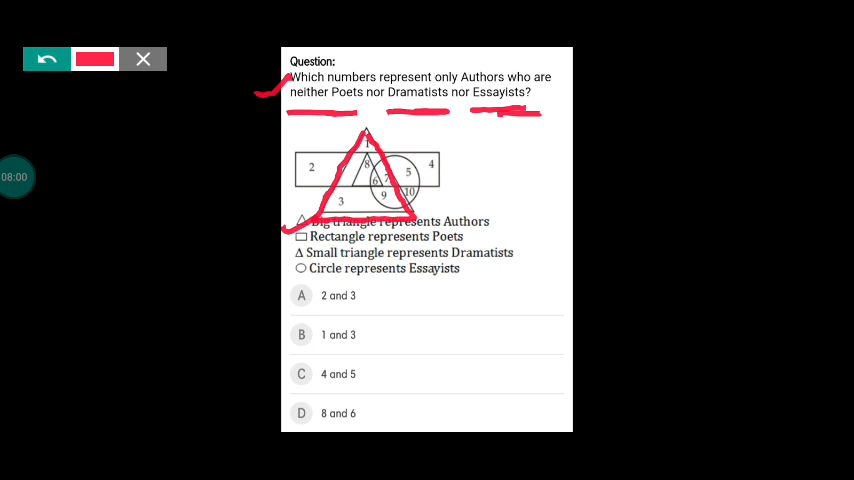 Question:
Which numbers represent only Authors who are
neither Poets nor Dramatists nor Essayists?
1
2 8 5 4
6 7
3 9 10
Big triangle represents Authors
Rectangle represents Poets
Δ Small triangle represents Dramatists
Circle represents Essayists
A 2 and 3
B 1 and 3
C 4 and 5
D 8 and 6
08:00